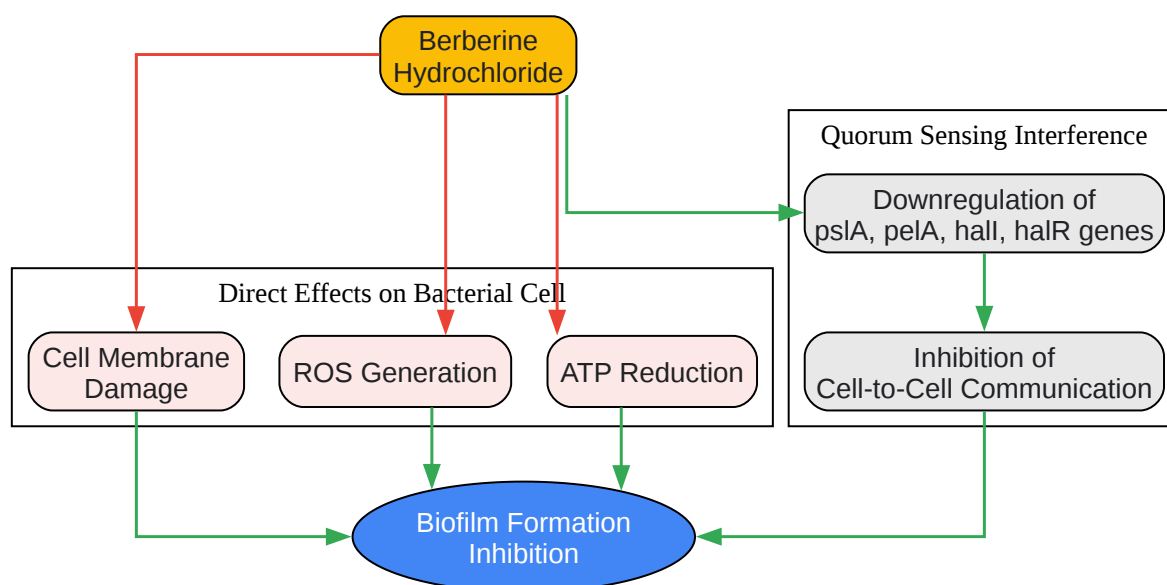 Berberine
Hydrochloride
Quorum Sensing Interference
Downregulation of
pslA, pelA, halI, halR genes
Direct Effects on Bacterial Cell
Cell Membrane
Damage
ROS Generation
ATP Reduction
Inhibition of
Cell-to-Cell Communication
Biofilm Formation
Inhibition